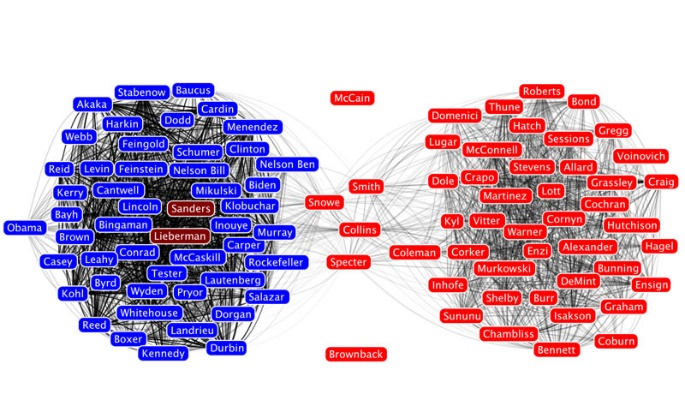 Stabenow
Baucus
Akaka
Cardin
Harkin
Dodd
Menendez
Webb
Feingold
Schumer
Clinton
Reid
Levin
Feinstein
Nelson Bill
Nelson Ben
Kerry
Cantwell
Mikulski
Biden
Bayh
Lincoln
Sanders
Klobuchar
Obama
Bingaman
Inouye
Brown
Lieberman
Murray
Casey
Leahy
Conrad
McCaskill
Carper
Rockefeller
Kohl
Byrd
Tester
Lautenberg
Wyden
Pryor
Salazar
Whitehouse
Dorgan
Reed
Landrieu
Boxer
Kennedy
Durbin
McCain
Smith
Snowe
Collins
Specter
Brownback
Roberts
Domenici
Thune
Bond
Hatch
Lugar
Sessions
Gregg
McConnell
Voinovich
Stevens
Allard
Dole
Crapo
Grassley
Craig
Martinez
Lott
Cochran
Kyl
Vitter
Cornyn
Hutchison
Warner
Coleman
Corker
Enzi
Alexander
Hagel
Murkowski
Bunning
Inhofe
DeMint
Ensign
Shelby
Burr
Graham
Sununu
Isakson
Chambliss
Coburn
Bennett